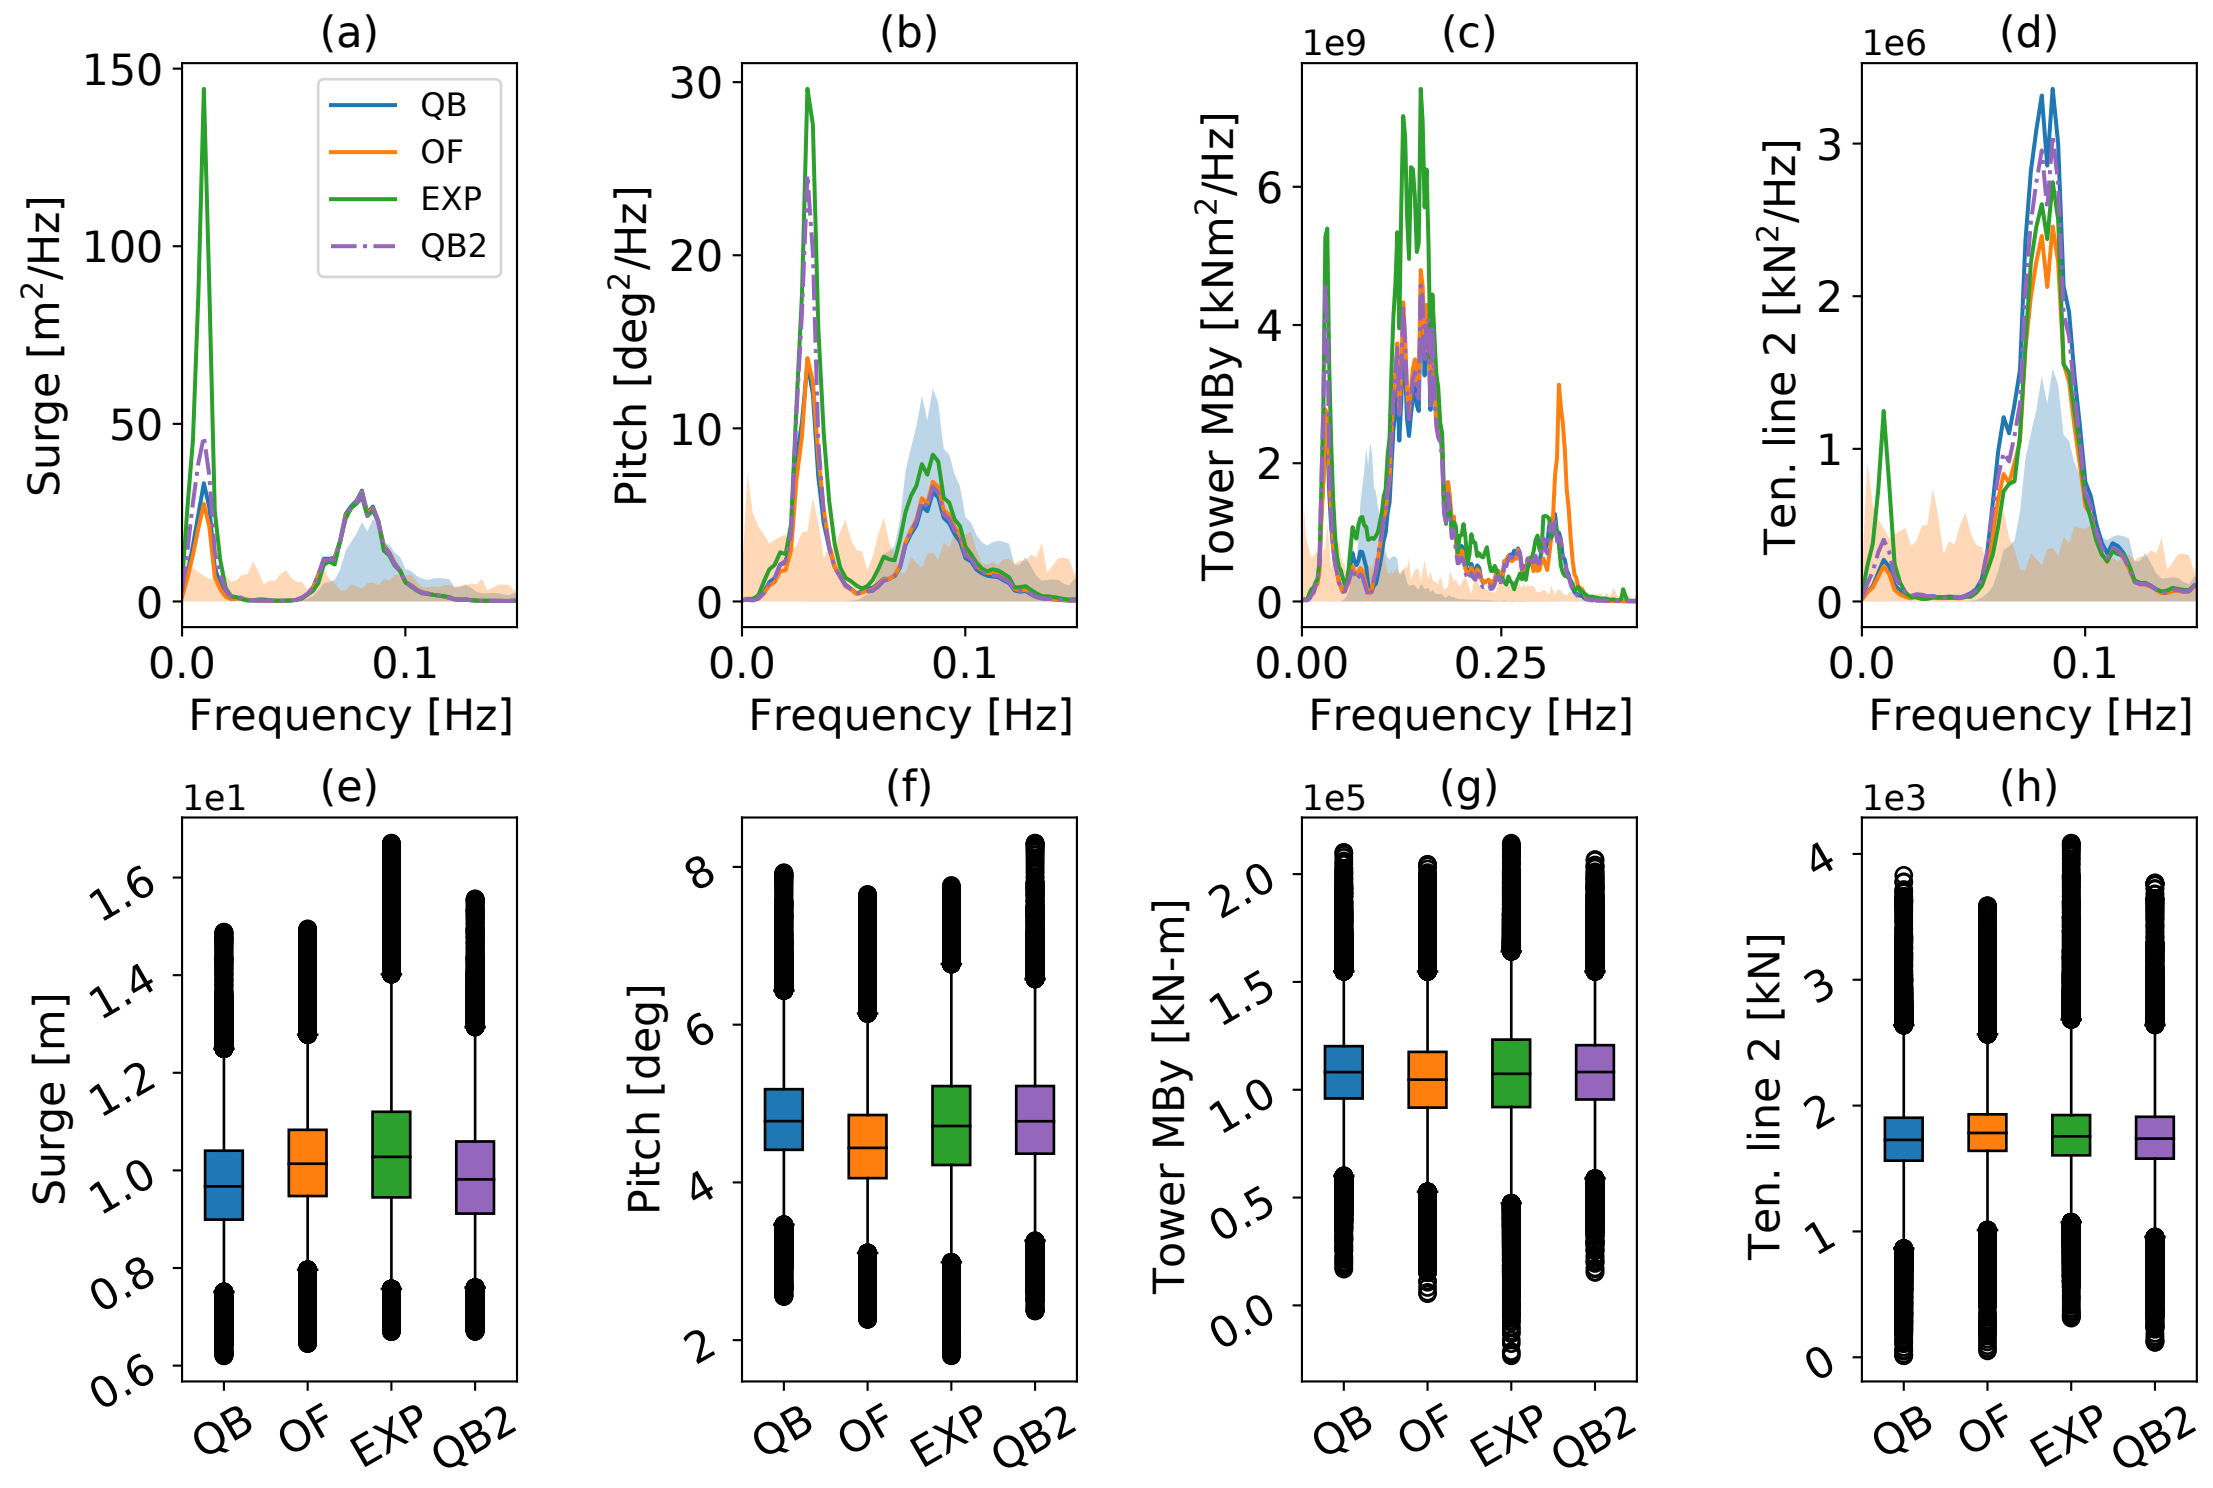 (a)
Surge [m²/Hz]
150
100
50
0
QB
OF
EXP
QB2
0.0
0.1
Frequency [Hz]
(b)
Pitch [deg²/Hz]
30
20
10
0
0.0
0.1
Frequency [Hz]
1e9
(c)
Tower MBy [kNm²/Hz]
6
4
2
0
0.00
0.25
Frequency [Hz]
1e6
(d)
Ten. line 2 [kN²/Hz]
3
2
1
0
0.0
0.1
Frequency [Hz]
1e1
(e)
Surge [m]
1.6
1.4
1.2
1.0
0.8
0.6
QB
OF
EXP
QB2
(f)
Pitch [deg]
8
6
4
2
QB
OF
EXP
QB2
1e5
(g)
Tower MBy [kN-m]
2.0
1.5
1.0
0.5
0.0
QB
OF
EXP
QB2
1e3
(h)
Ten. line 2 [kN]
4
3
2
1
0
QB
OF
EXP
QB2